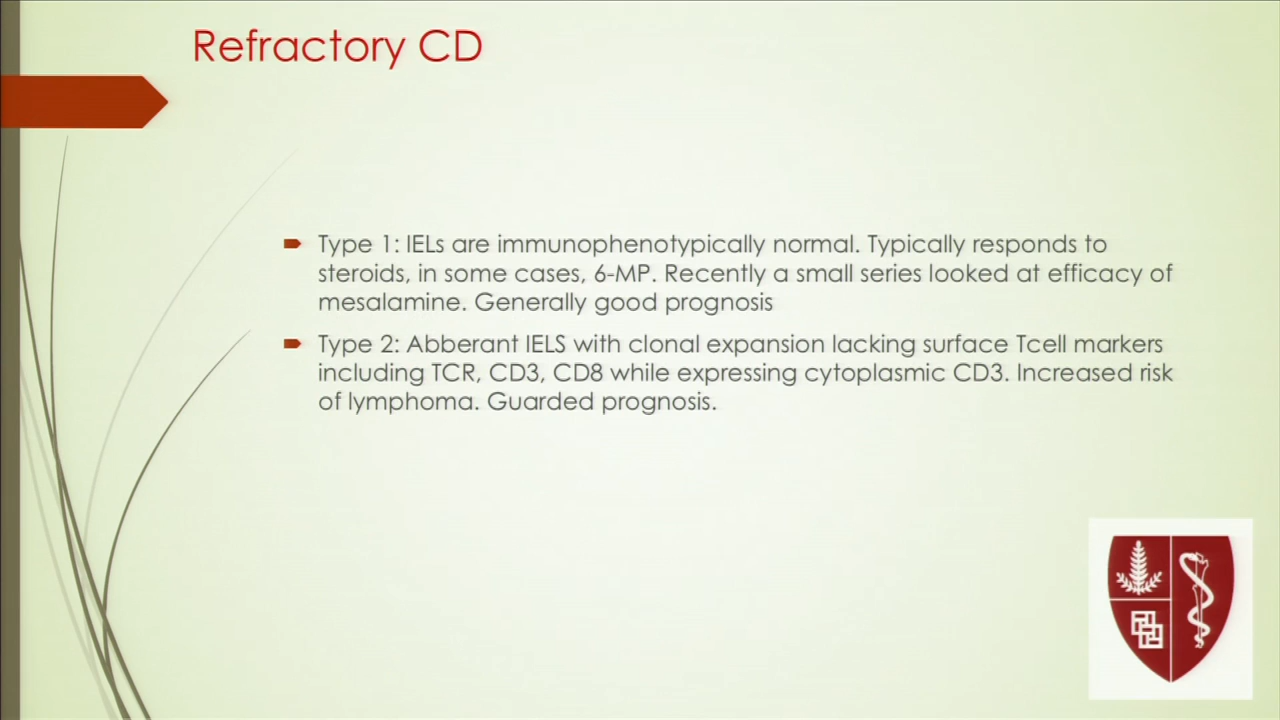 Refractory CD
Type 1: IELs are immunophenotypically normal. Typically responds to
steroids, in some cases, 6-MP. Recently a small series looked at efficacy of
mesalamine. Generally good prognosis
Type 2: Abberant IELS with clonal expansion lacking surface Tcell markers
including TCR, CD3, CD8 while expressing cytoplasmic CD3. Increased risk
of lymphoma. Guarded prognosis.